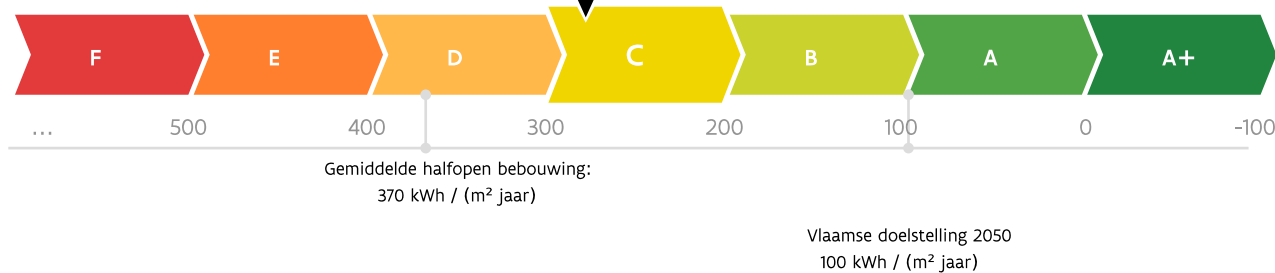 F E D C B A A+
... 500 400 300 200 100 0 -100
Gemiddelde halfopen bebouwing:
370 kWh / (m² jaar)
Vlaamse doelstelling 2050
100 kWh / (m² jaar)